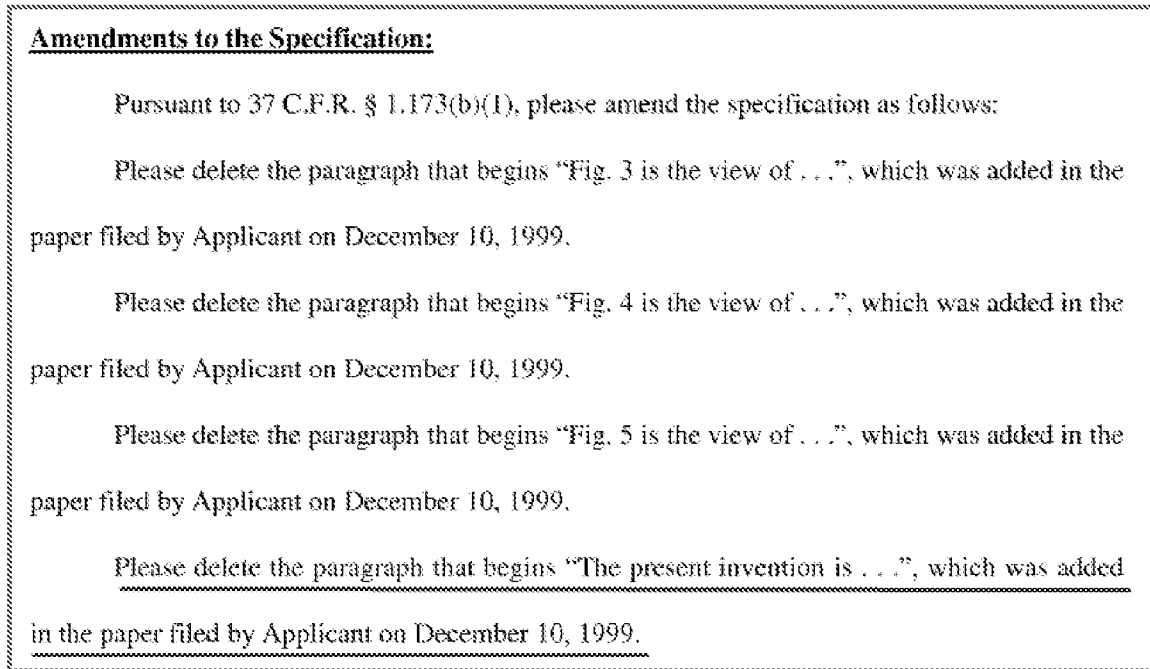 Amendments to the Specification:
Pursuant to 37 C.F.R. § 1.173(b)(1), please amend the specification as follows:
Please delete the paragraph that begins “Fig. 3 is the view of . . .”, which was added in the
paper filed by Applicant on December 10, 1999.
Please delete the paragraph that begins “Fig. 4 is the view of . . .”, which was added in the
paper filed by Applicant on December 10, 1999.
Please delete the paragraph that begins “Fig. 5 is the view of . . .”, which was added in the
paper filed by Applicant on December 10, 1999.
Please delete the paragraph that begins “The present invention is . . .”, which was added
in the paper filed by Applicant on December 10, 1999.